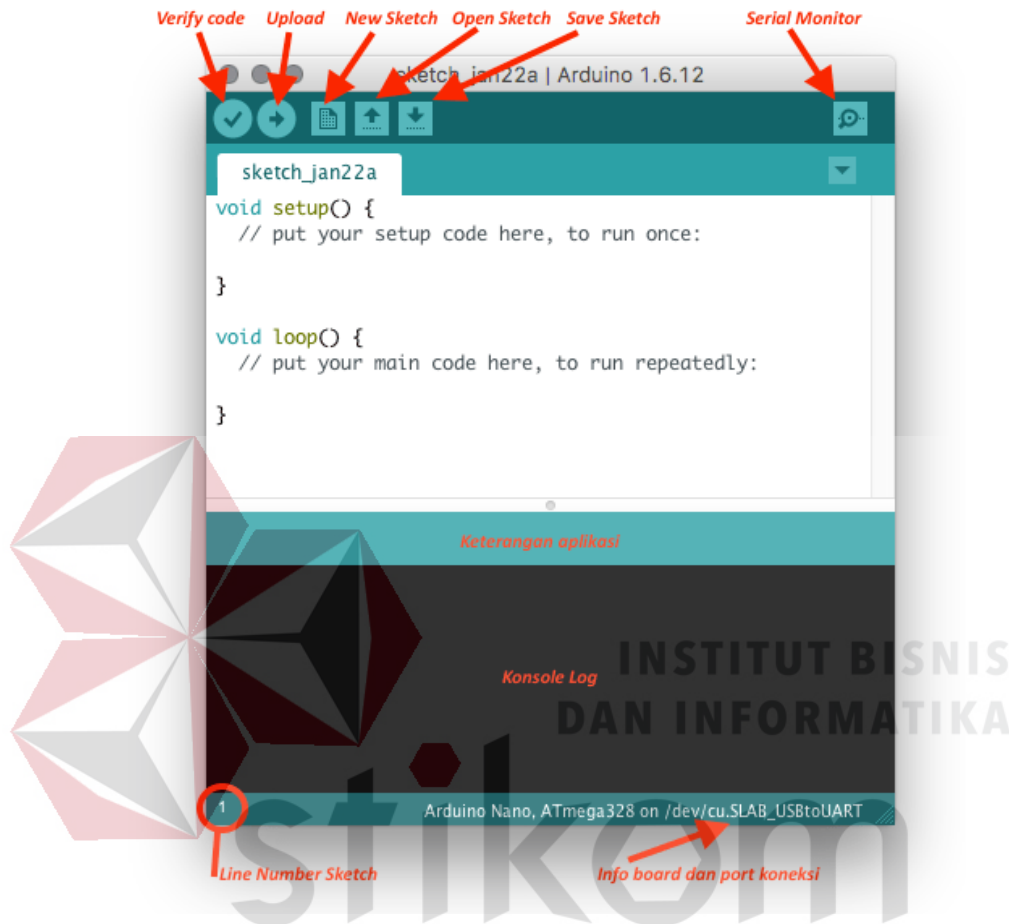 Verify code Upload New Sketch Open Sketch Save Sketch Serial Monitor
sketch_jan22a | Arduino 1.6.12
sketch_jan22a
void setup() {
// put your setup code here, to run once:
}
void loop() {
// put your main code here, to run repeatedly:
}
Keterangan aplikasi
Konsole Log
INSTITUT BISNIS
DAN INFORMATIKA
1
Arduino Nano, ATmega328 on /dev/cu.SLAB_USBtoUART
stikom
Line Number Sketch
Info board dan port koneksi